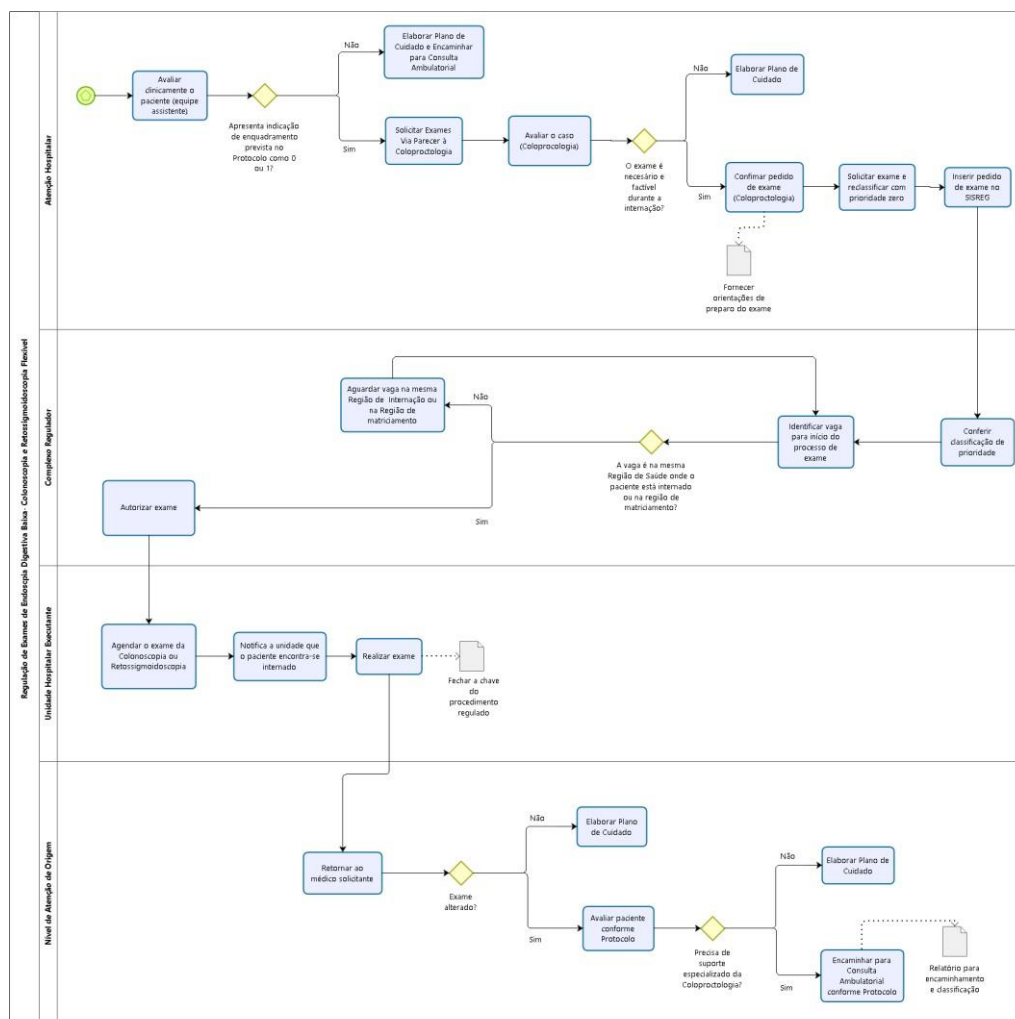 Regulação de Exames de Endoscpia Digestiva Baixa- Colonoscopia e Retossigmoidoscopia Flexível
Atenção Hospitalar
Avaliar
clinicamente o
paciente (equipe
assistente)
Apresenta indicação
de enquadramento
prevista no
Protocolo como 0
ou 1?
Não
Elaborar Plano de
Cuidado e Encaminhar
para Consulta
Ambulatorial
Sim
Solicitar Exames
Via Parecer à
Coloproctologia
Avaliar o caso
(Coloprocologia)
O exame é
necesário e
factível
durante a
internação?
Não
Elaborar Plano de
Cuidado
Sim
Confimar pedido
de exame
(Coloproctologia)
Fornecer
orientações de
preparo do exame
Solicitar exame e
reclassificar com
prioridade zero
Inserir pedido
de exame no
SISREG
Complexo Regulador
Conferir
classificação de
prioridade
Identificar vaga
para início do
processo de
exame
A vaga é na mesma
Região de Saúde onde o
paciente está internado
ou na região de
matriciamento?
Não
Aguardar vaga na mesma
Região de Internação ou
na Região de
matriciamento
Sim
Autorizar exame
Unidade Hospitalar Executante
Agendar o exame da
Colonoscopia ou
Retossigmoidoscopia
Notifica a unidade que
o paciente encontra-se
internado
Realizar exame
Fechar a chave
do
procedimento
regulado
Nível de Atenção de Origem
Retornar ao
médico solicitante
Exame
alterado?
Não
Elaborar Plano
de Cuidado
Sim
Avaliar paciente
conforme
Protocolo
Precisa de
suporte
especializado da
Coloproctologia?
Não
Elaborar Plano de
Cuidado
Sim
Encaminhar para
Consulta
Ambulatorial
conforme Protocolo
Relatório para
encaminhamento
e classificação